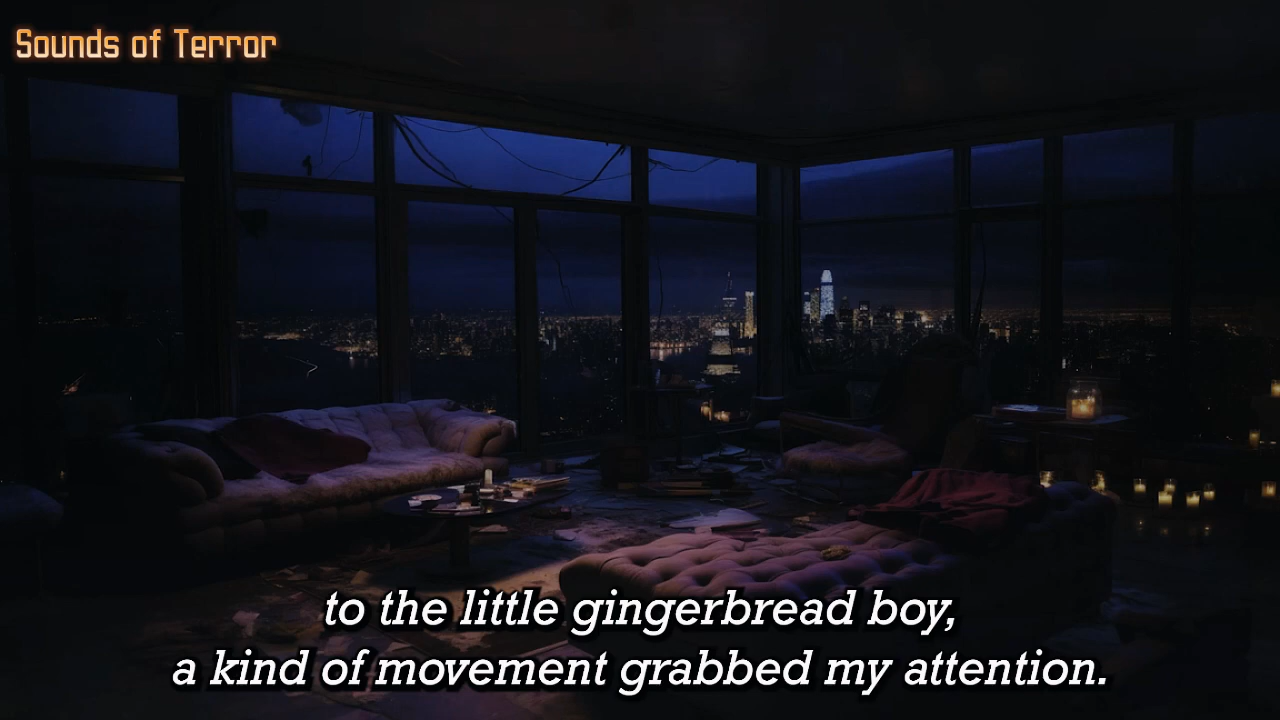 Sounds of Terror
to the little gingerbread boy,
a kind of movement grabbed my attention.